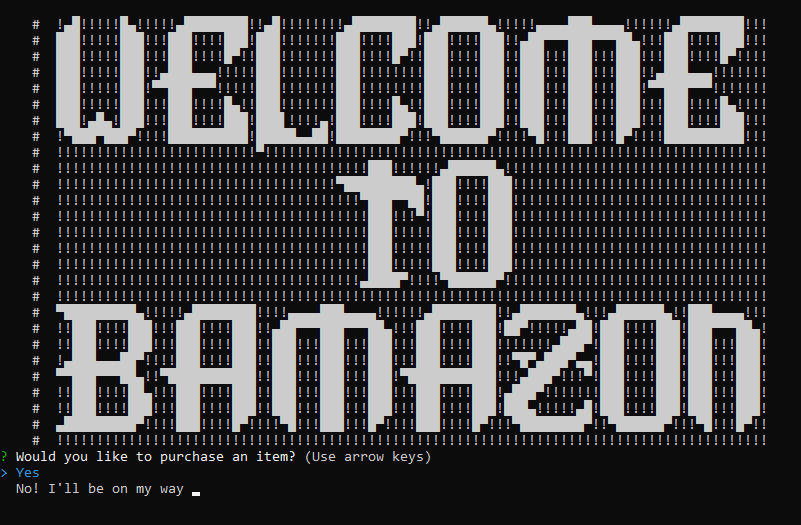 WELCOME
TO
BAMAZON
? Would you like to purchase an item? (Use arrow keys)
> Yes
No! I'll be on my way